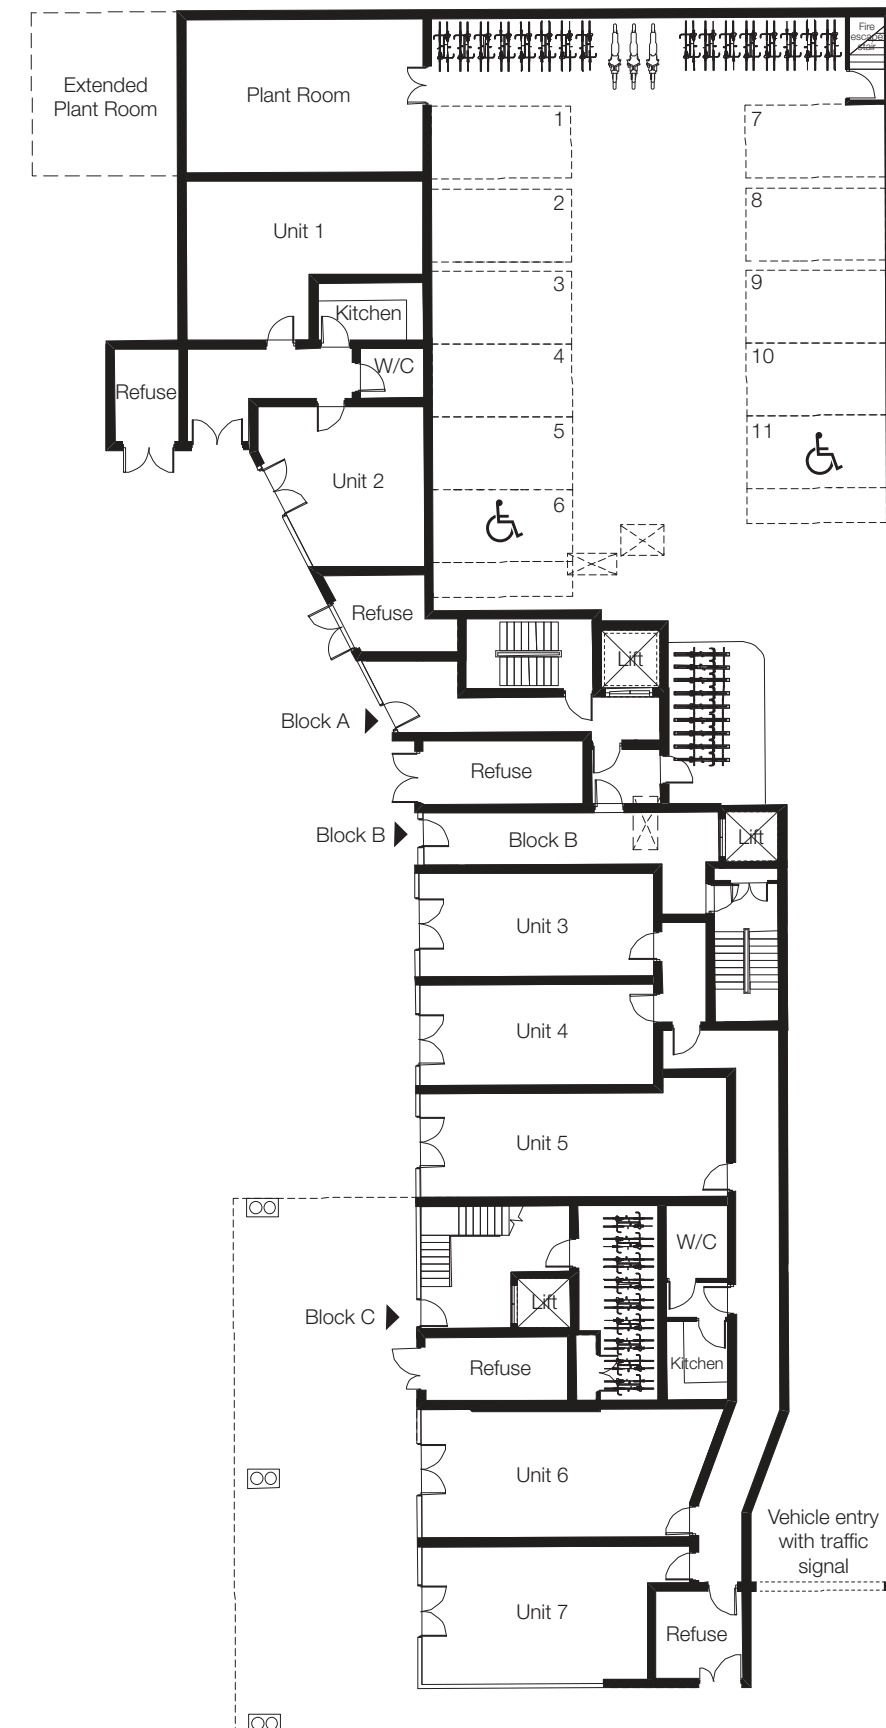 Fire
escape
stair
Extended
Plant Room
Plant Room
1
7
2
8
Unit 1
3
9
Kitchen
4
10
W/C
Refuse
5
11
Unit 2
6
Refuse
Lift
Block A
Refuse
Block B
Block B
Lift
Unit 3
Unit 4
Unit 5
W/C
Lift
Block C
Refuse
Kitchen
Unit 6
Vehicle entry
with traffic
signal
Unit 7
Refuse